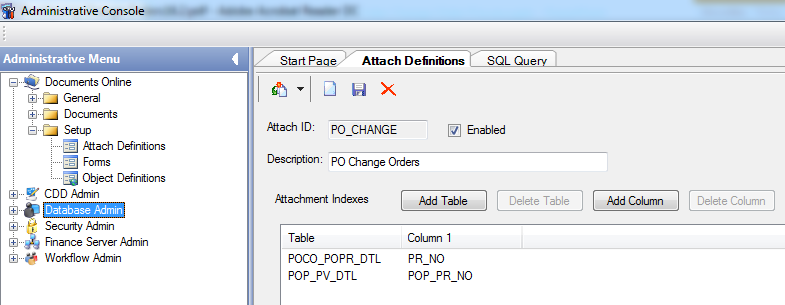 Administrative Console
Administrative Menu
Documents Online
General
Documents
Setup
Attach Definitions
Forms
Object Definitions
CDD Admin
Database Admin
Security Admin
Finance Server Admin
Workflow Admin
Start Page Attach Definitions SQL Query
Attach ID: PO_CHANGE Enabled
Description: PO Change Orders
Attachment Indexes Add Table Delete Table Add Column Delete Column
Table Column 1
POCO_POPR_DTL PR_NO
POP_PV_DTL POP_PR_NO